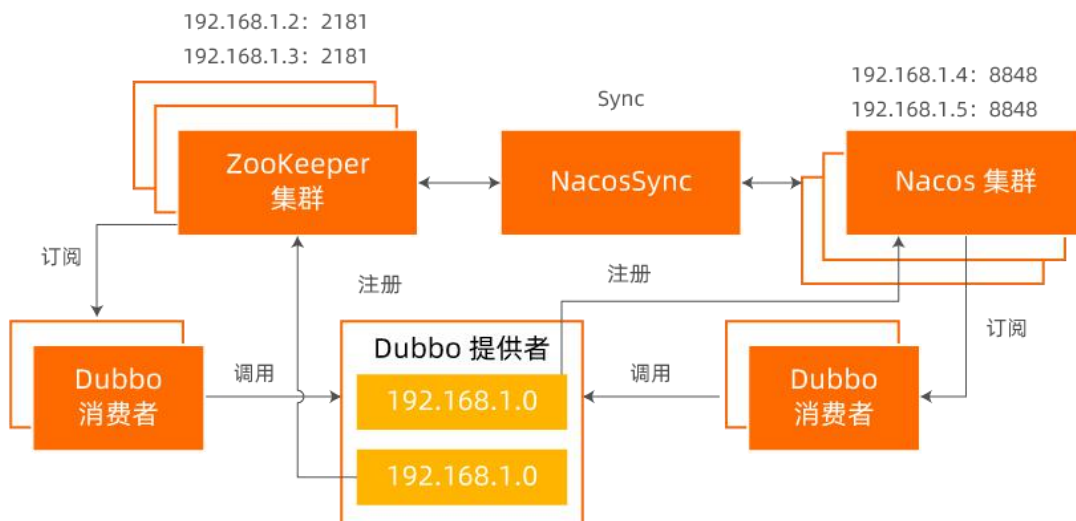 192.168.1.2：2181
192.168.1.3：2181
192.168.1.4：8848
192.168.1.5：8848
Sync
ZooKeeper
集群
NacosSync
Nacos 集群
订阅
注册
注册
订阅
Dubbo 提供者
Dubbo
消费者
调用
192.168.1.0
调用
Dubbo
消费者
192.168.1.0